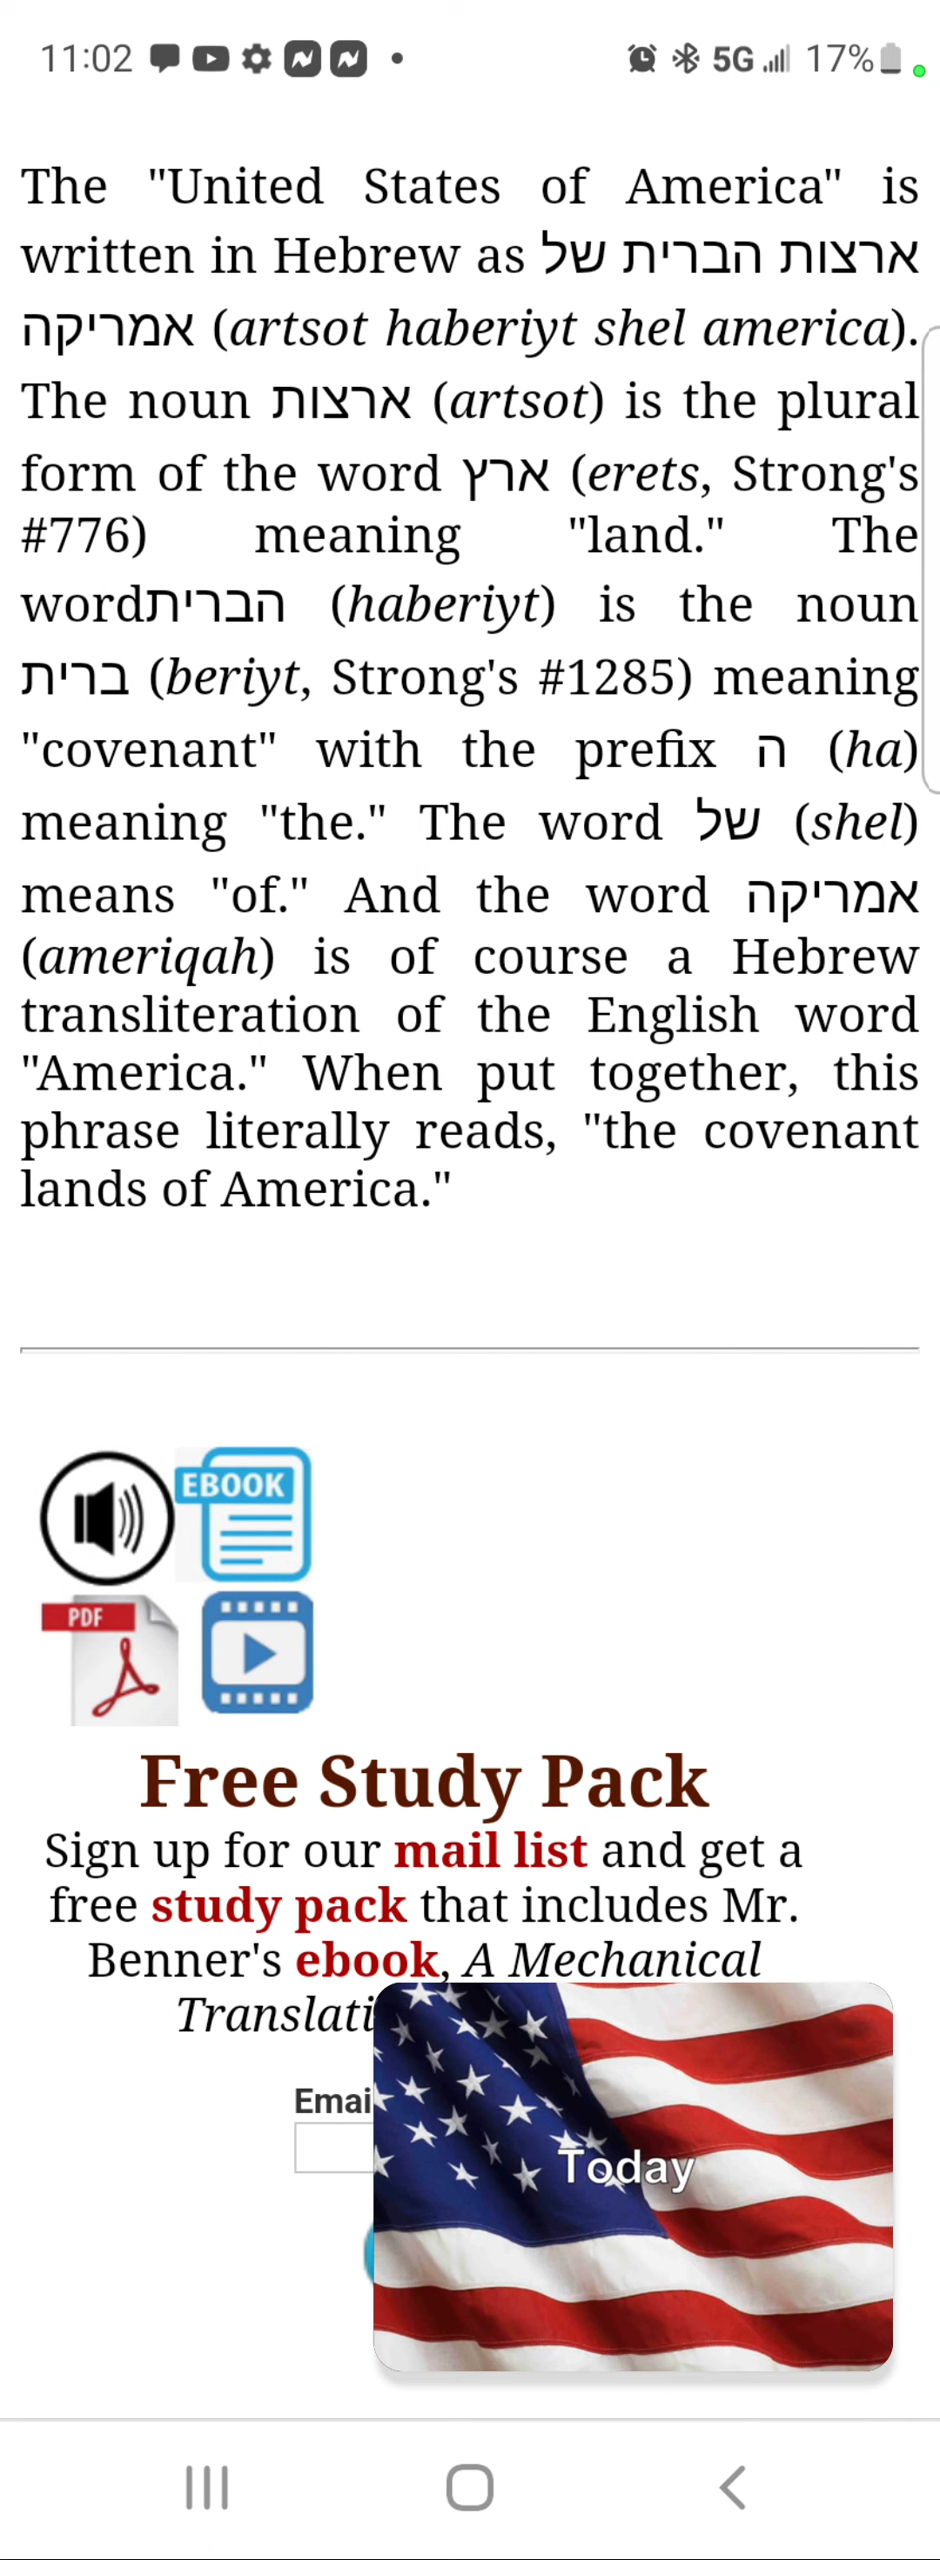 11:02
5G 17%
The "United States of America" is
written in Hebrew as ארצות הברית של
אמריקה (artsot haberiyt shel america).
The noun ארצות (artsot) is the plural
form of the word ארץ (erets, Strong's
#776) meaning "land." The
wordהברית (haberiyt) is the noun
ברית (beriyt, Strong's #1285) meaning
"covenant" with the prefix ה (ha)
meaning "the." The word של (shel)
means "of." And the word אמריקה
(ameriqah) is of course a Hebrew
transliteration of the English word
"America." When put together, this
phrase literally reads, "the covenant
lands of America."
EBOOK
PDF
Free Study Pack
Sign up for our mail list and get a
free study pack that includes Mr.
Benner's ebook, A Mechanical
Translati
Emai
Today